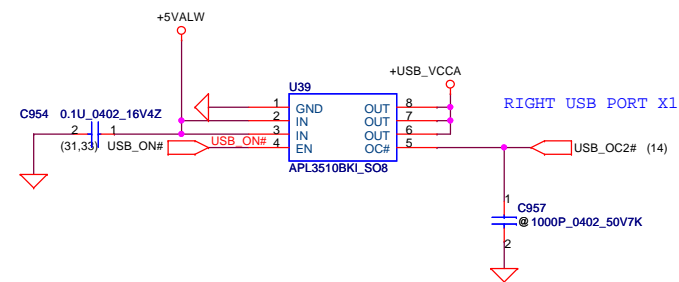 +5VALW
+USB_VCCA
U39
RIGHT USB PORT X1
C954 0.1U_0402_16V4Z
1 GND OUT 8
2 IN OUT 7
3 IN OUT 6
4 EN OC# 5
2 1
(31,33) USB_ON#
USB_ON#
USB_OC2# (14)
APL3510BKI_SO8
1
C957
@ 1000P_0402_50V7K
2